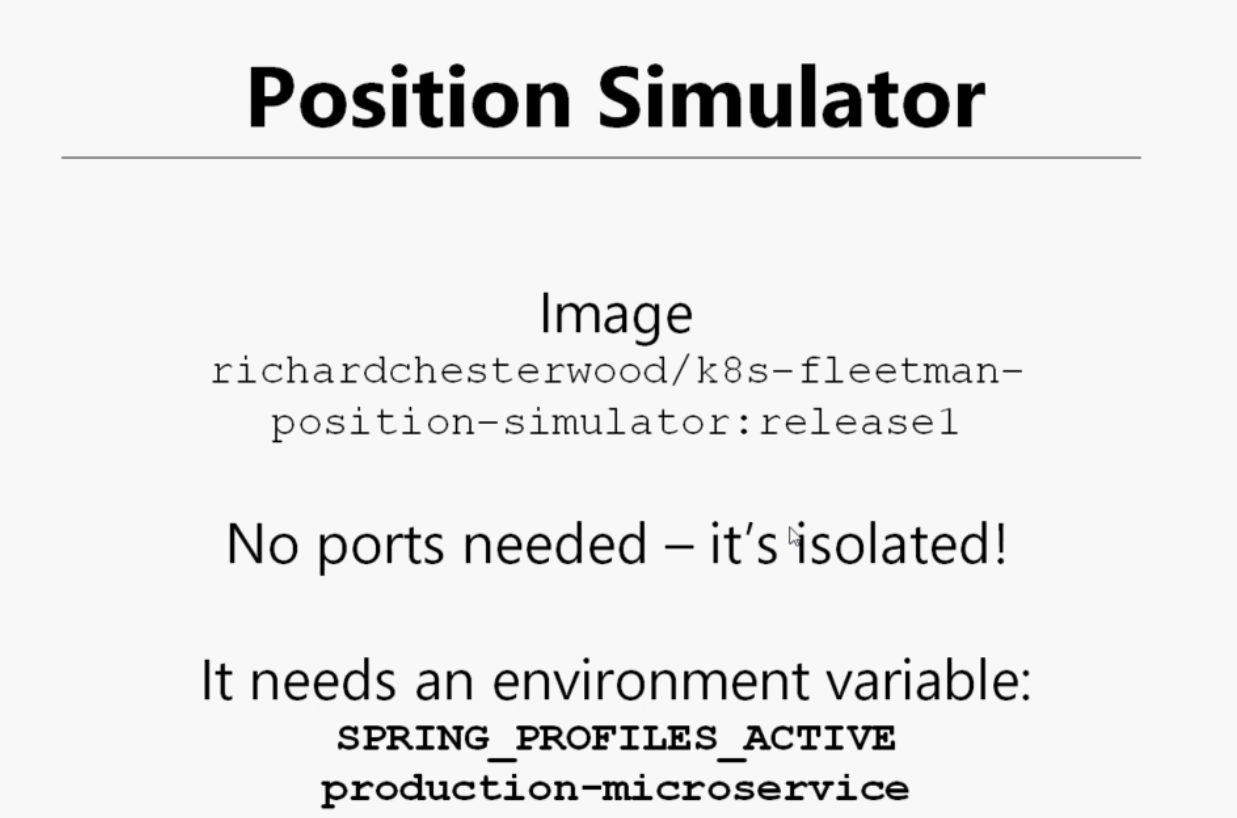 Position Simulator
Image
richardchesterwood/k8s-fleetman-
position-simulator:release1
No ports needed – it’s isolated!
It needs an environment variable:
SPRING_PROFILES_ACTIVE
production-microservice